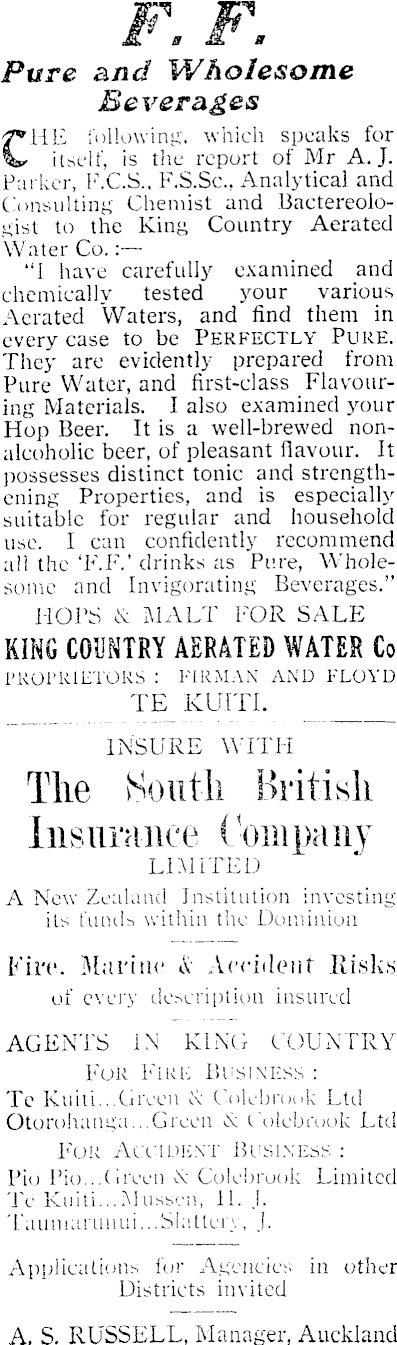 F. F.
Pure and Wholesome
Beverages
THE following, which speaks for
itself, is the report of Mr A. J.
Parker, F.C.S., F.S.Sc., Analytical and
Consulting Chemist and Bactereolo-
gist to the King Country Aerated
Water Co. :—
"I have carefully examined and
chemically tested your various
Aerated Waters, and find them in
every case to be PERFECTLY PURE.
They are evidently prepared from
Pure Water, and first-class Flavour-
ing Materials. I also examined your
Hop Beer. It is a well-brewed non-
alcoholic beer, of pleasant flavour. It
possesses distinct tonic and strength-
ening Properties, and is especially
suitable for regular and household
use. I can confidently recommend
all the 'F.F.' drinks as Pure, Whole-
some and Invigorating Beverages."
HOPS & MALT FOR SALE
KING COUNTRY AERATED WATER Co
PROPRIETORS : FIRMAN AND FLOYD
TE KUITI.
INSURE WITH
The South British
Insurance Company
LIMITED
A New Zealand Institution investing
its funds within the Dominion
Fire, Marine & Accident Risks
of every description insured
AGENTS IN KING COUNTRY
FOR FIRE BUSINESS :
Te Kuiti...Green & Colebrook Ltd
Otorohanga...Green & Colebrook Ltd
FOR ACCIDENT BUSINESS :
Pio Pio...Green & Colebrook Limited
Te Kuiti...Mussen, H. J.
Taumarunui...Slattery, J.
Applications for Agencies in other
Districts invited
A. S. RUSSELL, Manager, Auckland